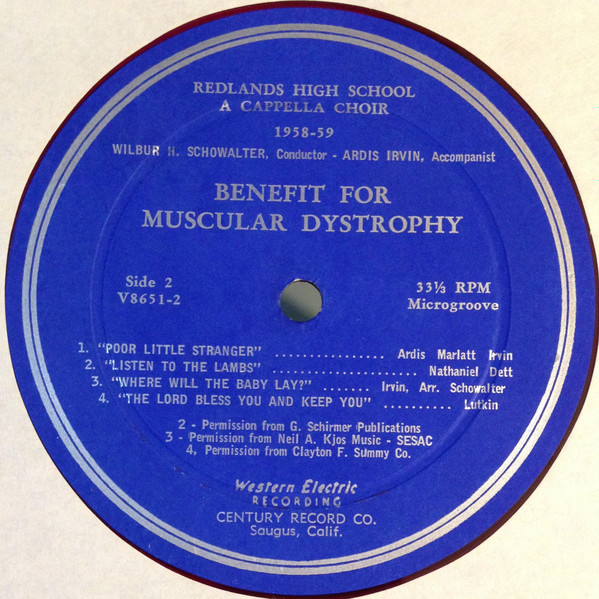 REDLANDS HIGH SCHOOL
A CAPPELLA CHOIR
1958-59
WILBUR H. SCHOWALTER, Conductor - ARDIS IRVIN, Accompanist
BENEFIT FOR
MUSCULAR DYSTROPHY
Side 2
V8651-2
33⅓ RPM
Microgroove
1. "POOR LITTLE STRANGER" ................ Ardis Marlatt Irvin
2. "LISTEN TO THE LAMBS" .................... Nathaniel Dett
3. "WHERE WILL THE BABY LAY?" ....... Irvin, Arr. Schowalter
4. "THE LORD BLESS YOU AND KEEP YOU" .......... Lutkin
2 - Permission from G. Schirmer Publications
3 - Permission from Neil A. Kjos Music - SESAC
4, Permission from Clayton F. Summy Co.
Western Electric
RECORDING
CENTURY RECORD CO.
Saugus, Calif.